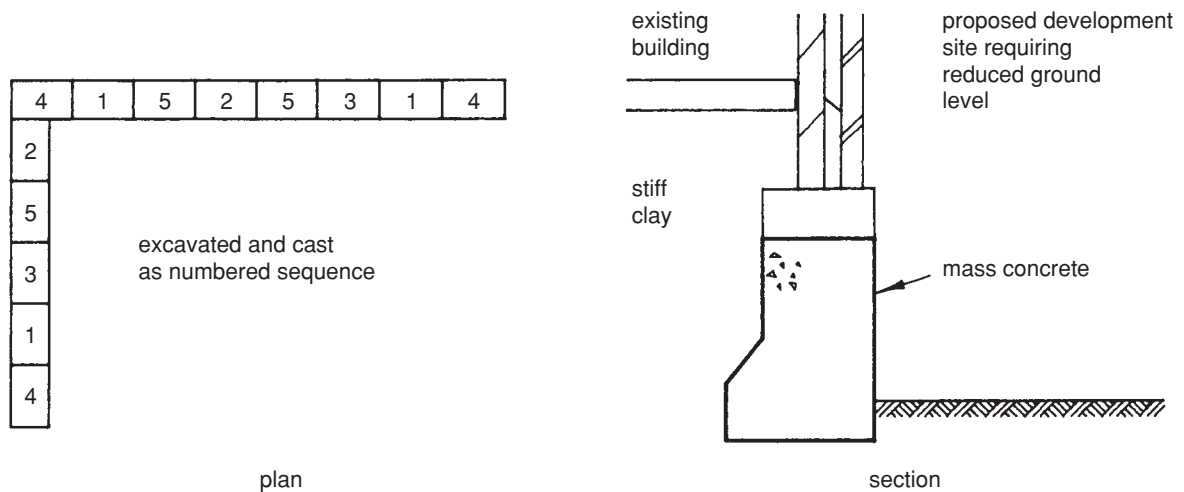 4 1 5 2 5 3 1 4
2
5
3
1
4
excavated and cast
as numbered sequence
plan
existing
building
proposed development
site requiring
reduced ground
level
stiff
clay
mass concrete
section